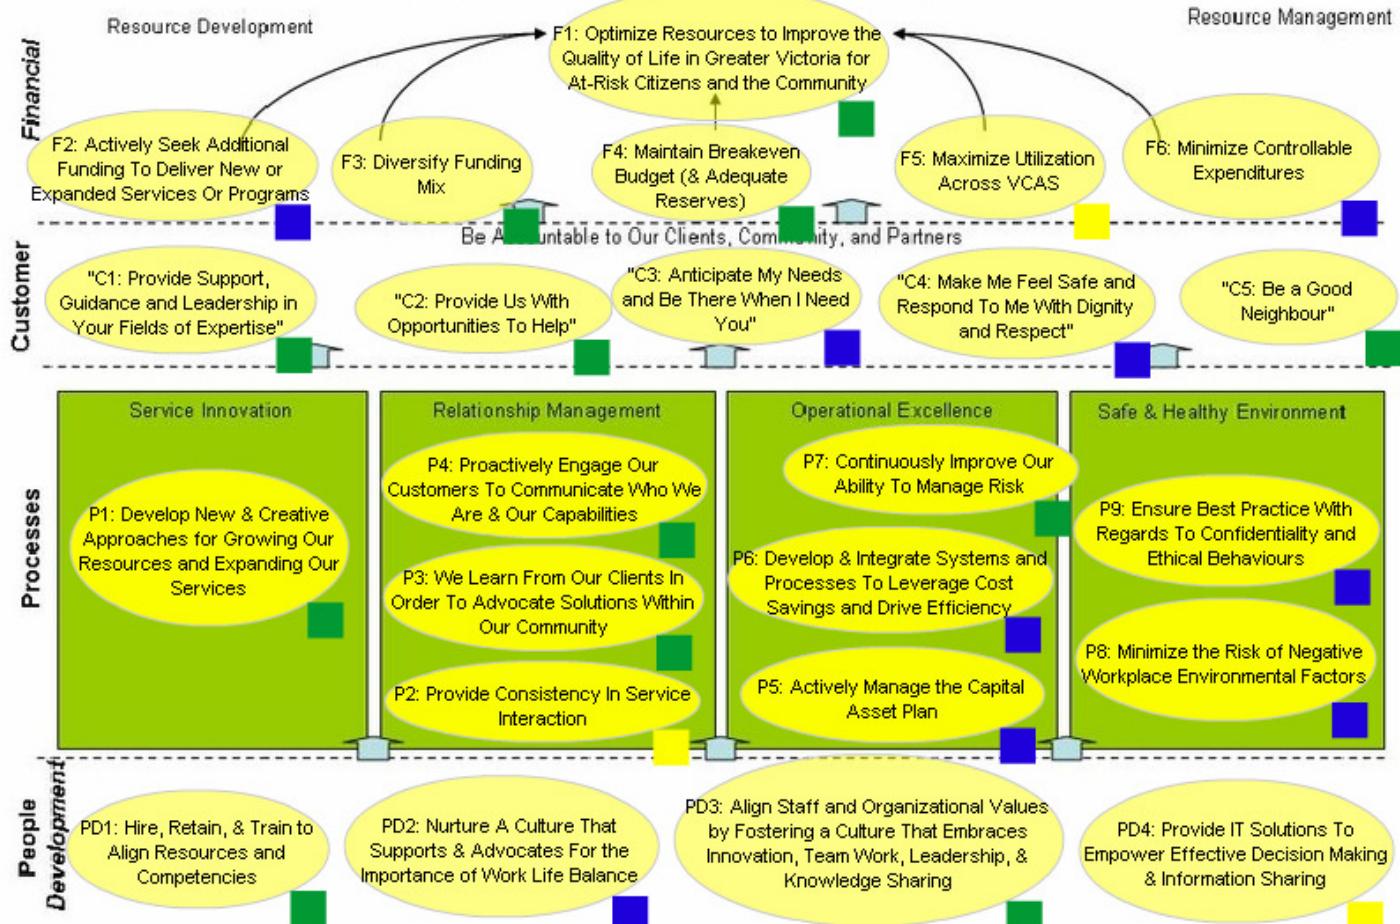 Resource Development
Resource Management
Financial
F1: Optimize Resources to Improve the
Quality of Life in Greater Victoria for
At-Risk Citizens and the Community
F2: Actively Seek Additional
Funding To Deliver New or
Expanded Services Or Programs
F3: Diversify Funding
Mix
F4: Maintain Breakeven
Budget (& Adequate
Reserves)
F5: Maximize Utilization
Across VCAS
F6: Minimize Controllable
Expenditures
Be A untable to Our Clients, Com ity, and Partners
Customer
"C1: Provide Support,
Guidance and Leadership in
Your Fields of Expertise"
"C2: Provide Us With
Opportunities To Help"
"C3: Anticipate My Needs
and Be There When I Need
You"
"C4: Make Me Feel Safe and
Respond To Me With Dignity
and Respect"
"C5: Be a Good
Neighbour"
Processes
Service Innovation
P1: Develop New & Creative
Approaches for Growing Our
Resources and Expanding Our
Services
Relationship Management
P4: Proactively Engage Our
Customers To Communicate Who We
Are & Our Capabilities
P3: We Learn From Our Clients In
Order To Advocate Solutions Within
Our Community
P2: Provide Consistency In Service
Interaction
Operational Excellence
P7: Continuously Improve Our
Ability To Manage Risk
P6: Develop & Integrate Systems and
Processes To Leverage Cost
Savings and Drive Efficiency
P5: Actively Manage the Capital
Asset Plan
Safe & Healthy Environment
P9: Ensure Best Practice With
Regards To Confidentiality and
Ethical Behaviours
P8: Minimize the Risk of Negative
Workplace Environmental Factors
People
Development
PD1: Hire, Retain, & Train to
Align Resources and
Competencies
PD2: Nurture A Culture That
Supports & Advocates For the
Importance of Work Life Balance
PD3: Align Staff and Organizational Values
by Fostering a Culture That Embraces
Innovation, Team Work, Leadership, &
Knowledge Sharing
PD4: Provide IT Solutions To
Empower Effective Decision Making
& Information Sharing